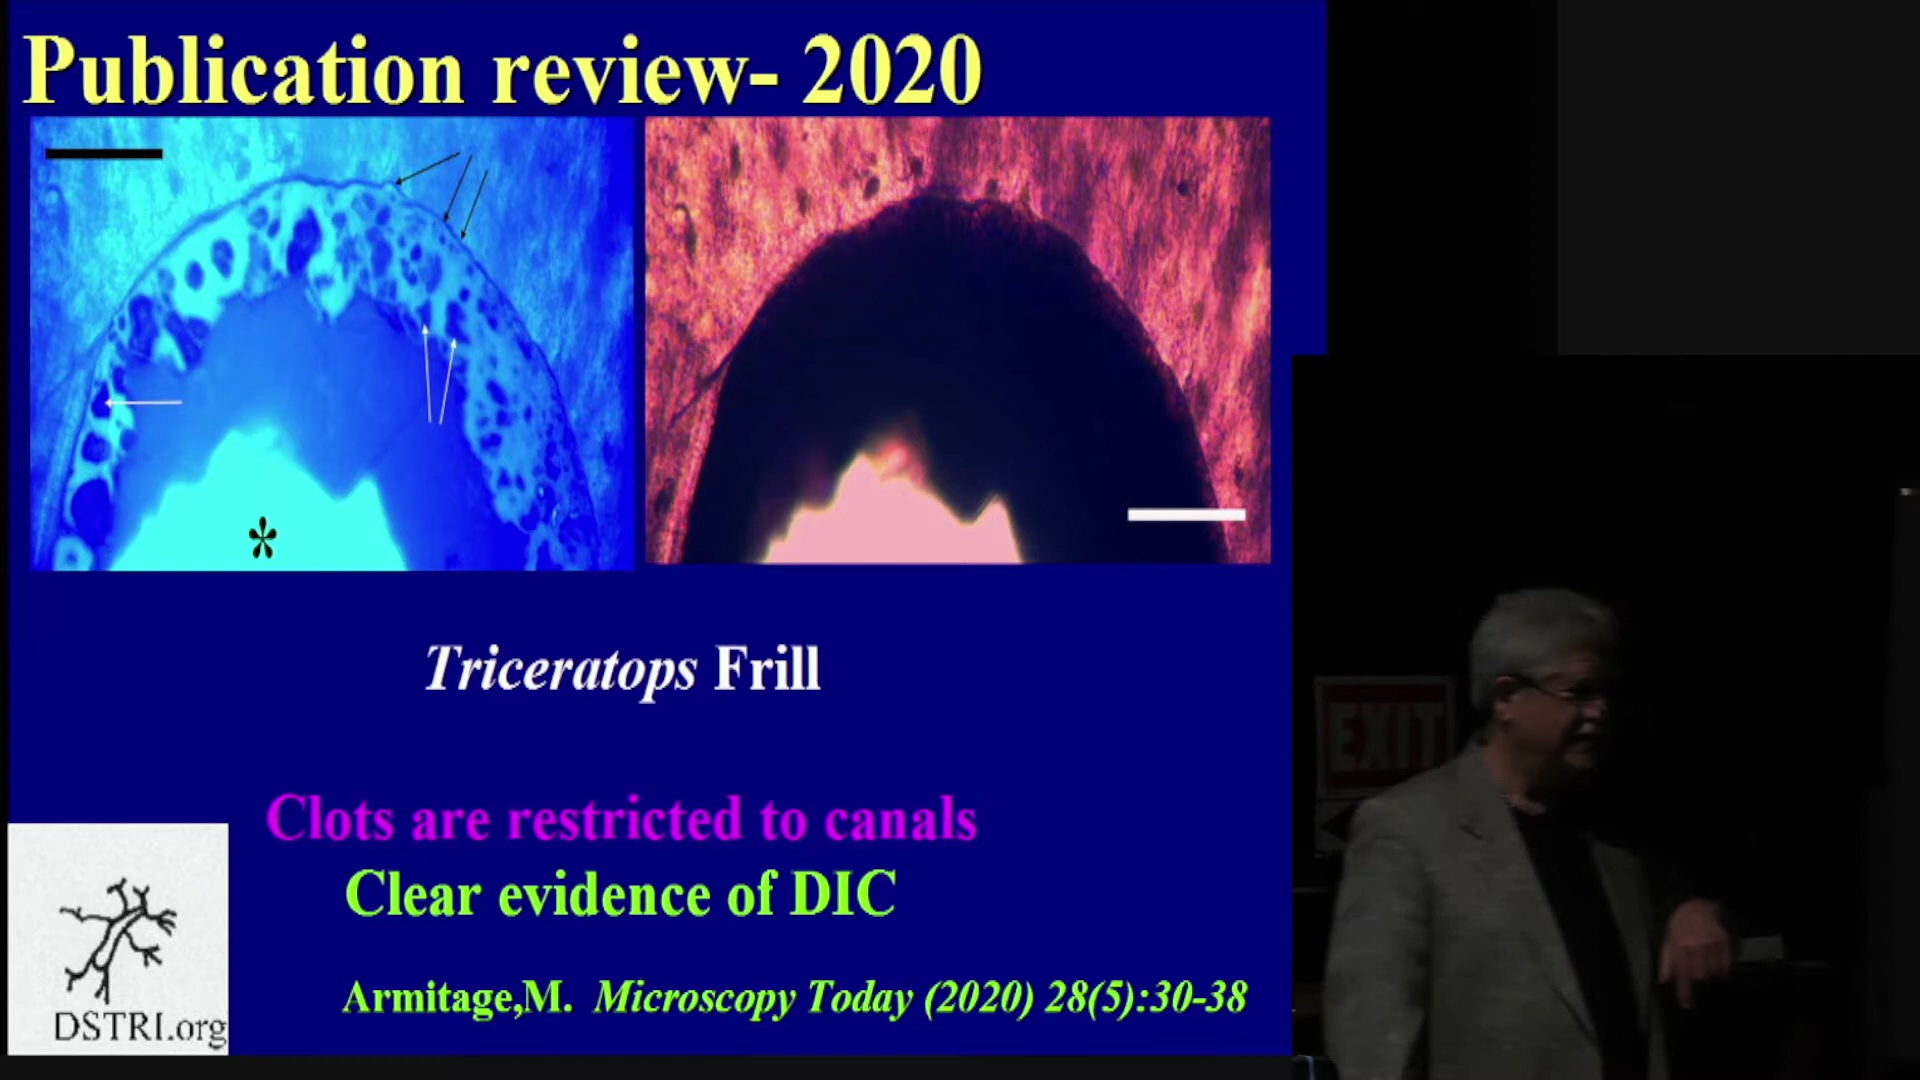 Publication review- 2020
*
Triceratops Frill
Clots are restricted to canals
Clear evidence of DIC
Armitage,M. Microscopy Today (2020) 28(5):30-38
DSTRI.org
EXIT